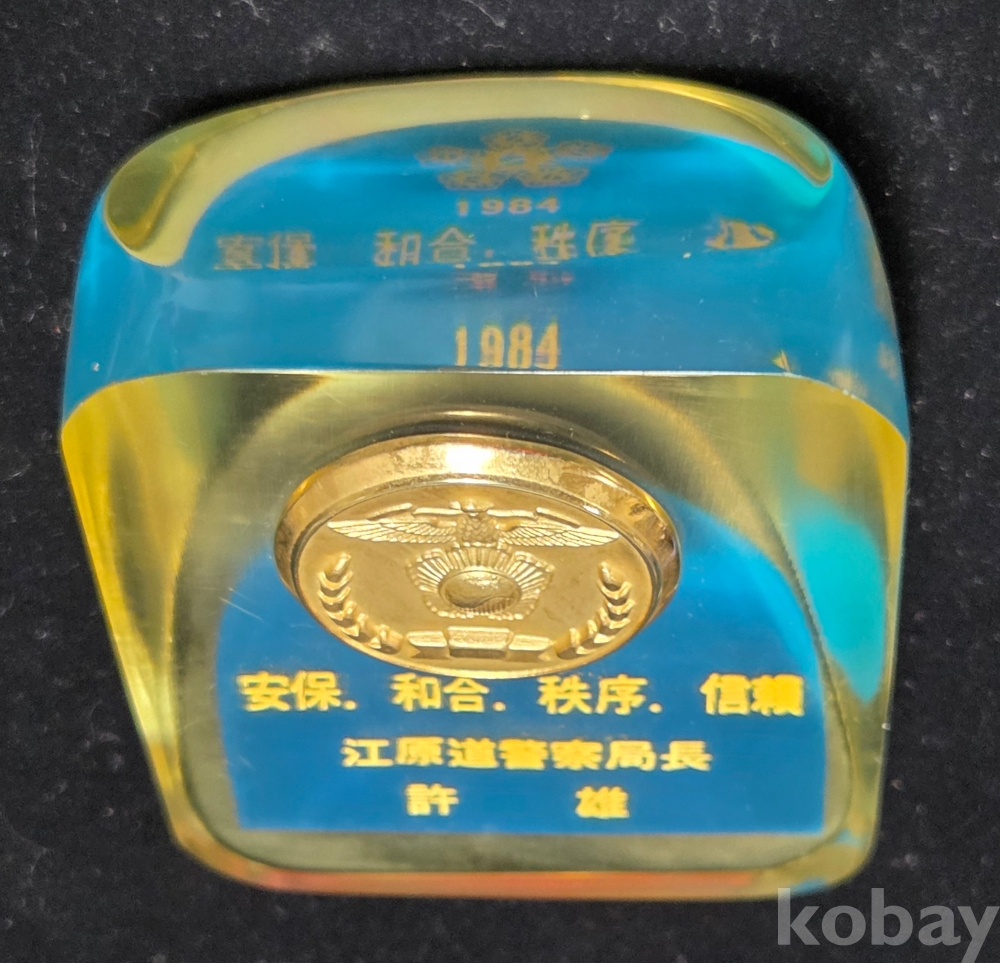 1984
1984
安保. 和合. 秩序. 信賴
江原道警察局長
許 雄
kobay